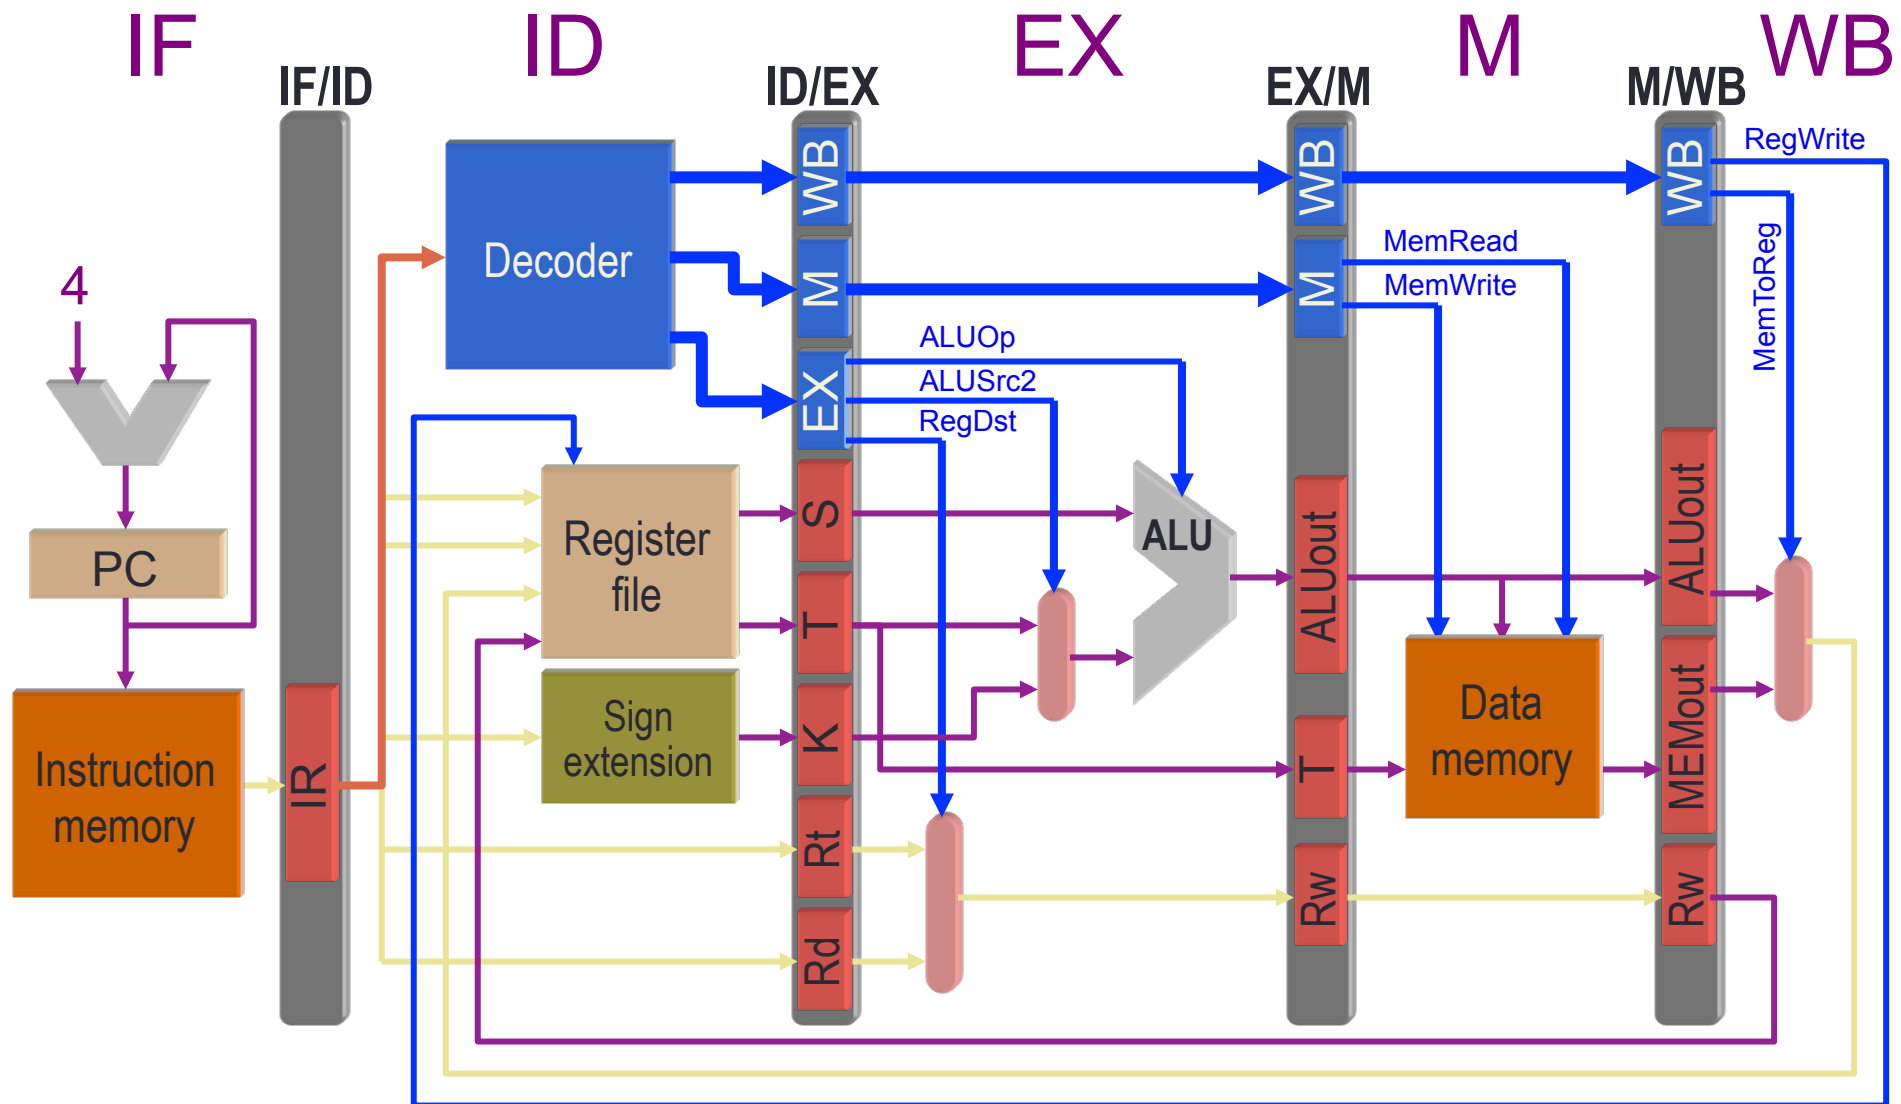 IF
ID
EX
M
WB
IF/ID
ID/EX
EX/M
M/WB
4
PC
Instruction
memory
IR
Decoder
Register
file
Sign
extension
WB
M
EX
S
T
K
Rt
Rd
ALUOp
ALUSrc2
RegDst
ALU
WB
M
ALUout
T
Rw
MemRead
MemWrite
Data
memory
WB
ALUout
MEMout
Rw
RegWrite
MemToReg